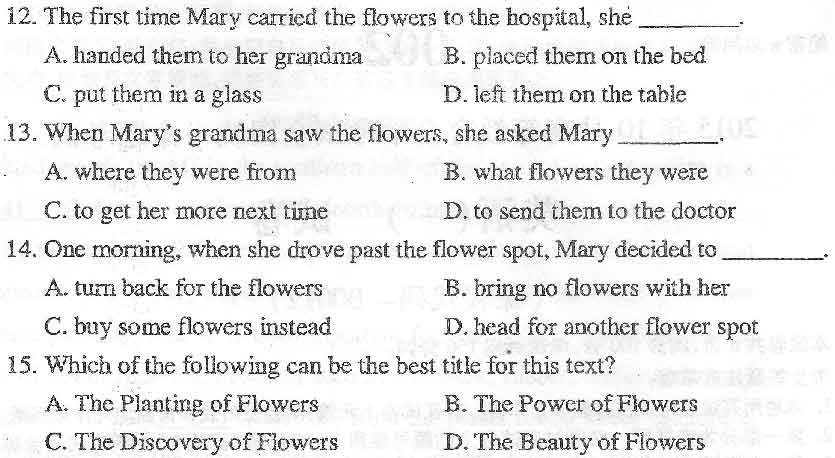 12. The first time Mary carried the flowers to the hospital, she ________.
A. handed them to her grandma B. placed them on the bed
C. put them in a glass D. left them on the table
13. When Mary's grandma saw the flowers, she asked Mary ________.
A. where they were from B. what flowers they were
C. to get her more next time D. to send them to the doctor
14. One morning, when she drove past the flower spot, Mary decided to ________.
A. turn back for the flowers B. bring no flowers with her
C. buy some flowers instead D. head for another flower spot
15. Which of the following can be the best title for this text?
A. The Planting of Flowers B. The Power of Flowers
C. The Discovery of Flowers D. The Beauty of Flowers